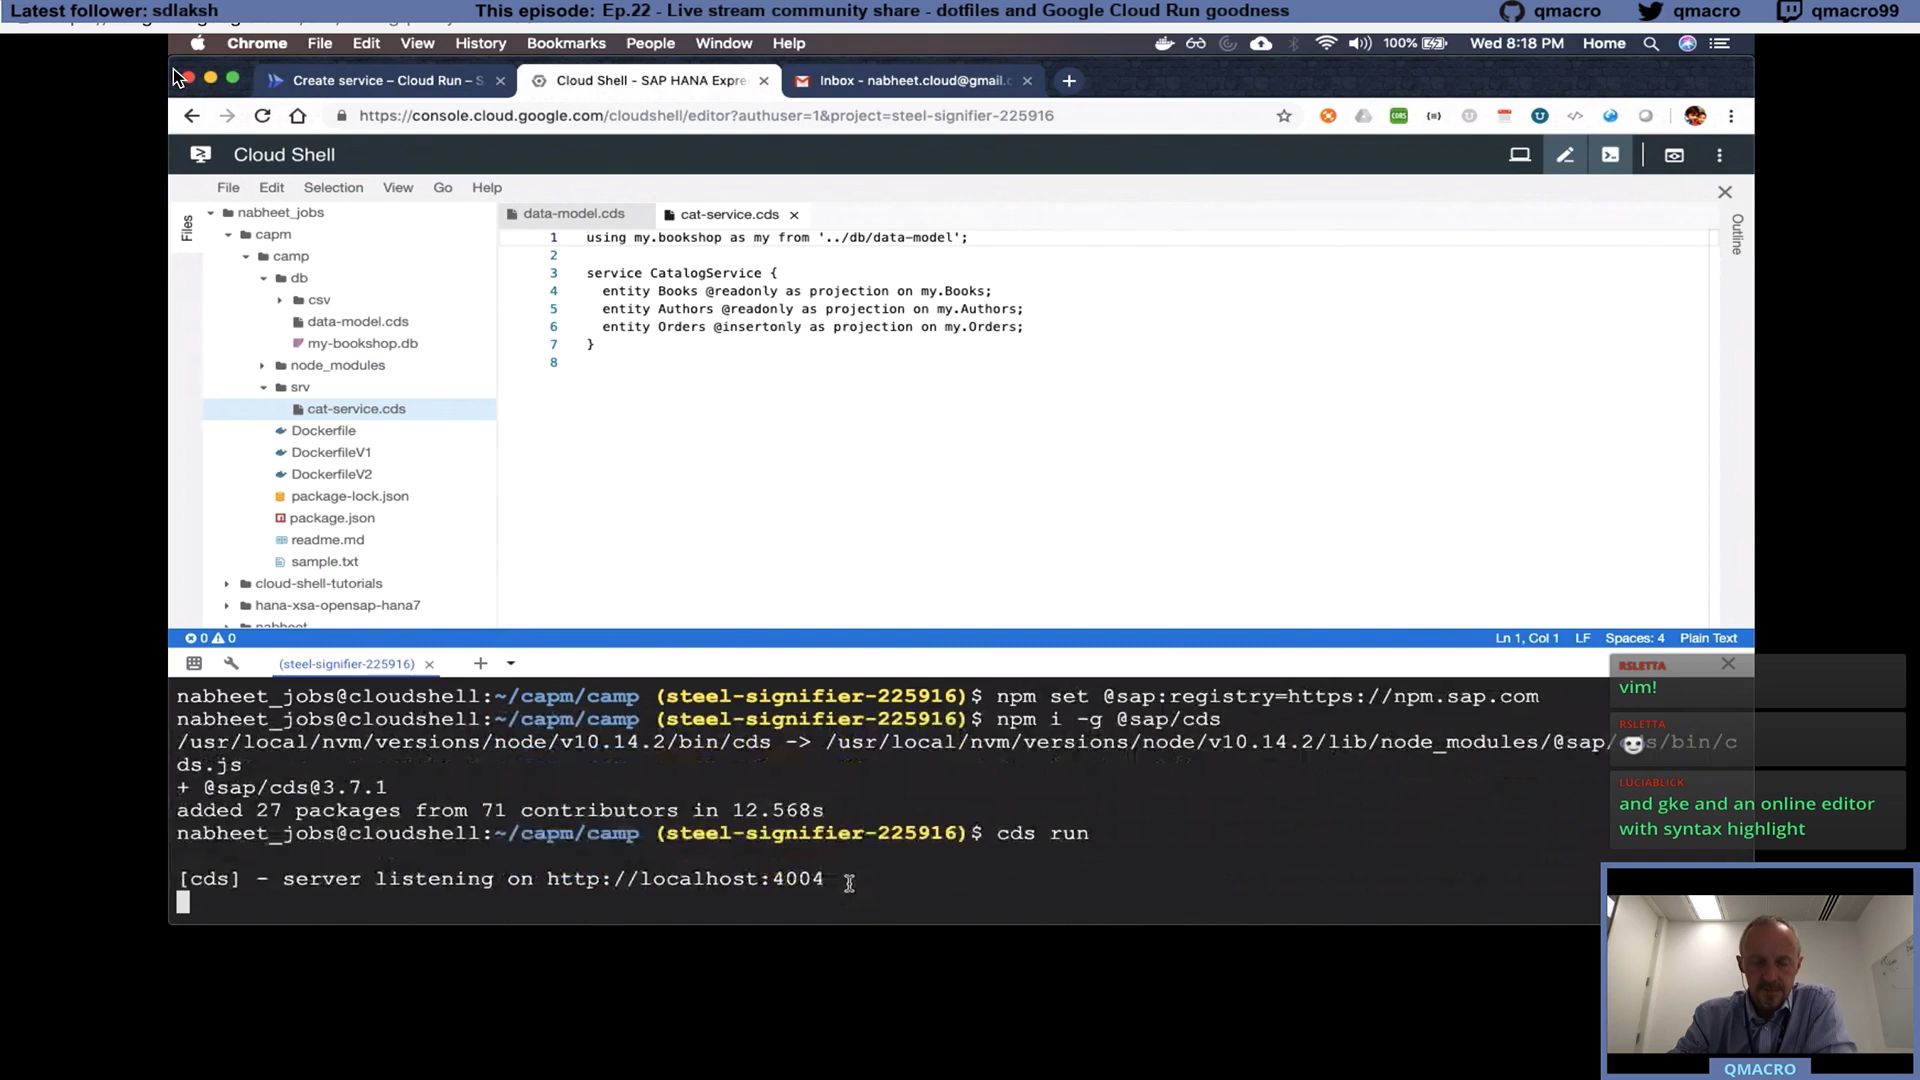 Latest follower: sdlaksh
This episode: Ep.22 - Live stream community share - dotfiles and Google Cloud Run goodness
qmacro
qmacro
qmacro99
Chrome File Edit View History Bookmarks People Window Help
100% Wed 8:18 PM Home
Create service – Cloud Run – S
Cloud Shell - SAP HANA Expre
Inbox - nabheet.cloud@gmail.c
https://console.cloud.google.com/cloudshell/editor?authuser=1&project=steel-signifier-225916
CORS
Cloud Shell
File Edit Selection View Go Help
Files
Outline
nabheet_jobs
capm
camp
db
csv
data-model.cds
my-bookshop.db
node_modules
srv
cat-service.cds
Dockerfile
DockerfileV1
DockerfileV2
package-lock.json
package.json
readme.md
sample.txt
cloud-shell-tutorials
hana-xsa-opensap-hana7
nabheet
data-model.cds
cat-service.cds
1 using my.bookshop as my from '../db/data-model';
2
3 service CatalogService {
4 entity Books @readonly as projection on my.Books;
5 entity Authors @readonly as projection on my.Authors;
6 entity Orders @insertonly as projection on my.Orders;
7 }
8
0 0
Ln 1, Col 1 LF Spaces: 4 Plain Text
(steel-signifier-225916)
nabheet_jobs@cloudshell:~/capm/camp (steel-signifier-225916)$ npm set @sap:registry=https://npm.sap.com
nabheet_jobs@cloudshell:~/capm/camp (steel-signifier-225916)$ npm i -g @sap/cds
/usr/local/nvm/versions/node/v10.14.2/bin/cds -> /usr/local/nvm/versions/node/v10.14.2/lib/node_modules/@sap/cds/bin/c
ds.js
+ @sap/cds@3.7.1
added 27 packages from 71 contributors in 12.568s
nabheet_jobs@cloudshell:~/capm/camp (steel-signifier-225916)$ cds run
[cds] - server listening on http://localhost:4004
RSLETTA
vim!
RSLETTA
LUCIABLICK
and gke and an online editor
with syntax highlight
QMACRO